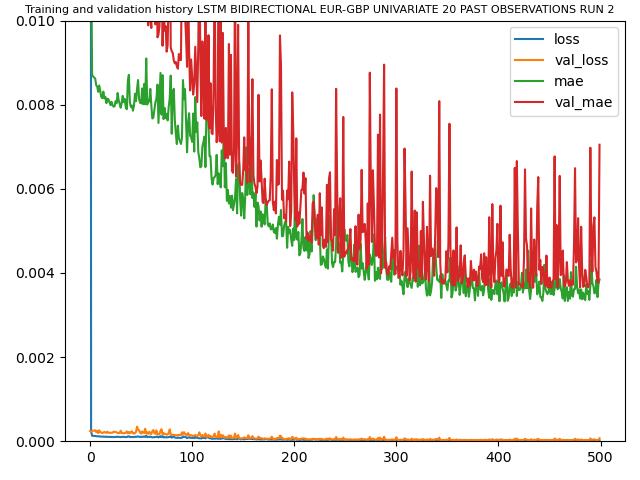 Training and validation history LSTM BIDIRECTIONAL EUR-GBP UNIVARIATE 20 PAST OBSERVATIONS RUN 2
0.010
0.008
0.006
0.004
0.002
0.000
0
100
200
300
400
500
loss
val_loss
mae
val_mae